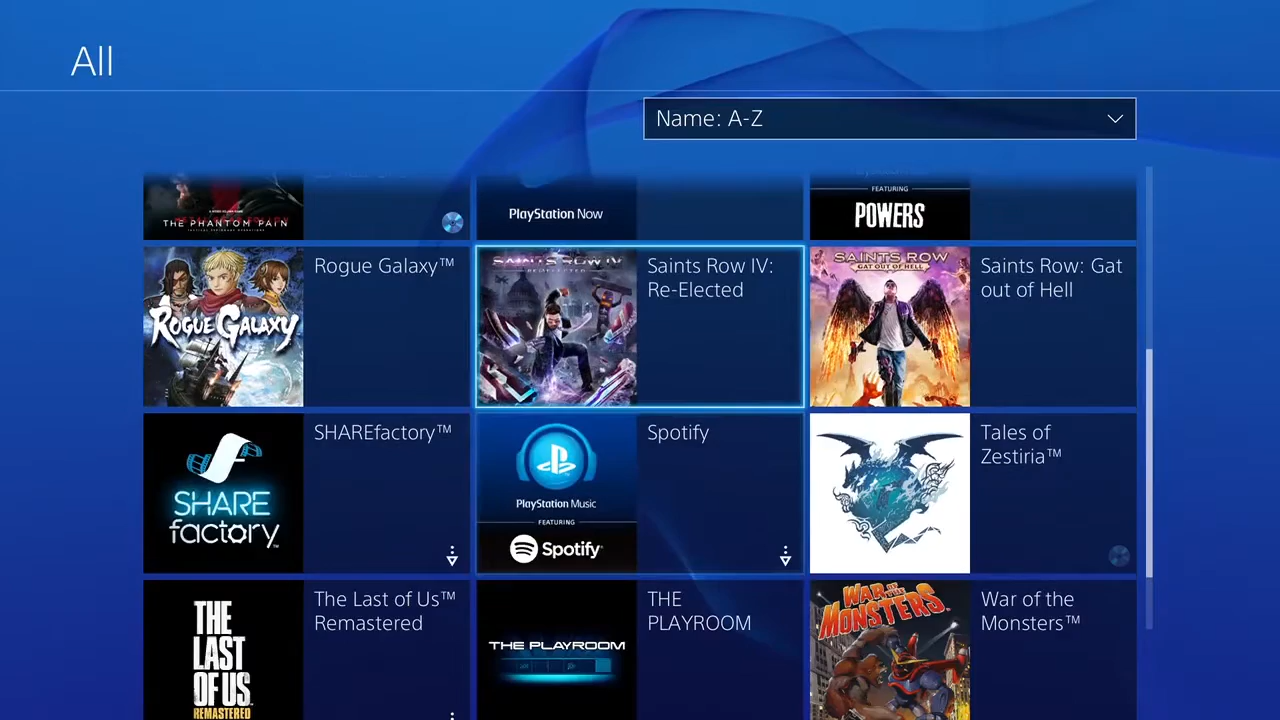 All
Name: A-Z
THE PHANTOM PAIN
PlayStation Now
FEATURING
POWERS
ROGUE GALAXY
Rogue Galaxy™
SAINTS ROW IV
RE-ELECTED
Saints Row IV:
Re-Elected
SAINTS ROW
GAT OUT OF HELL
Saints Row: Gat
out of Hell
SHARE
factory™
SHAREfactory™
PlayStation Music
FEATURING
Spotify
Spotify
Tales of
Zestiria™
THE
LAST
OF US
REMASTERED
The Last of Us™
Remastered
THE PLAYROOM
THE
PLAYROOM
WAR OF THE
MONSTERS
War of the
Monsters™